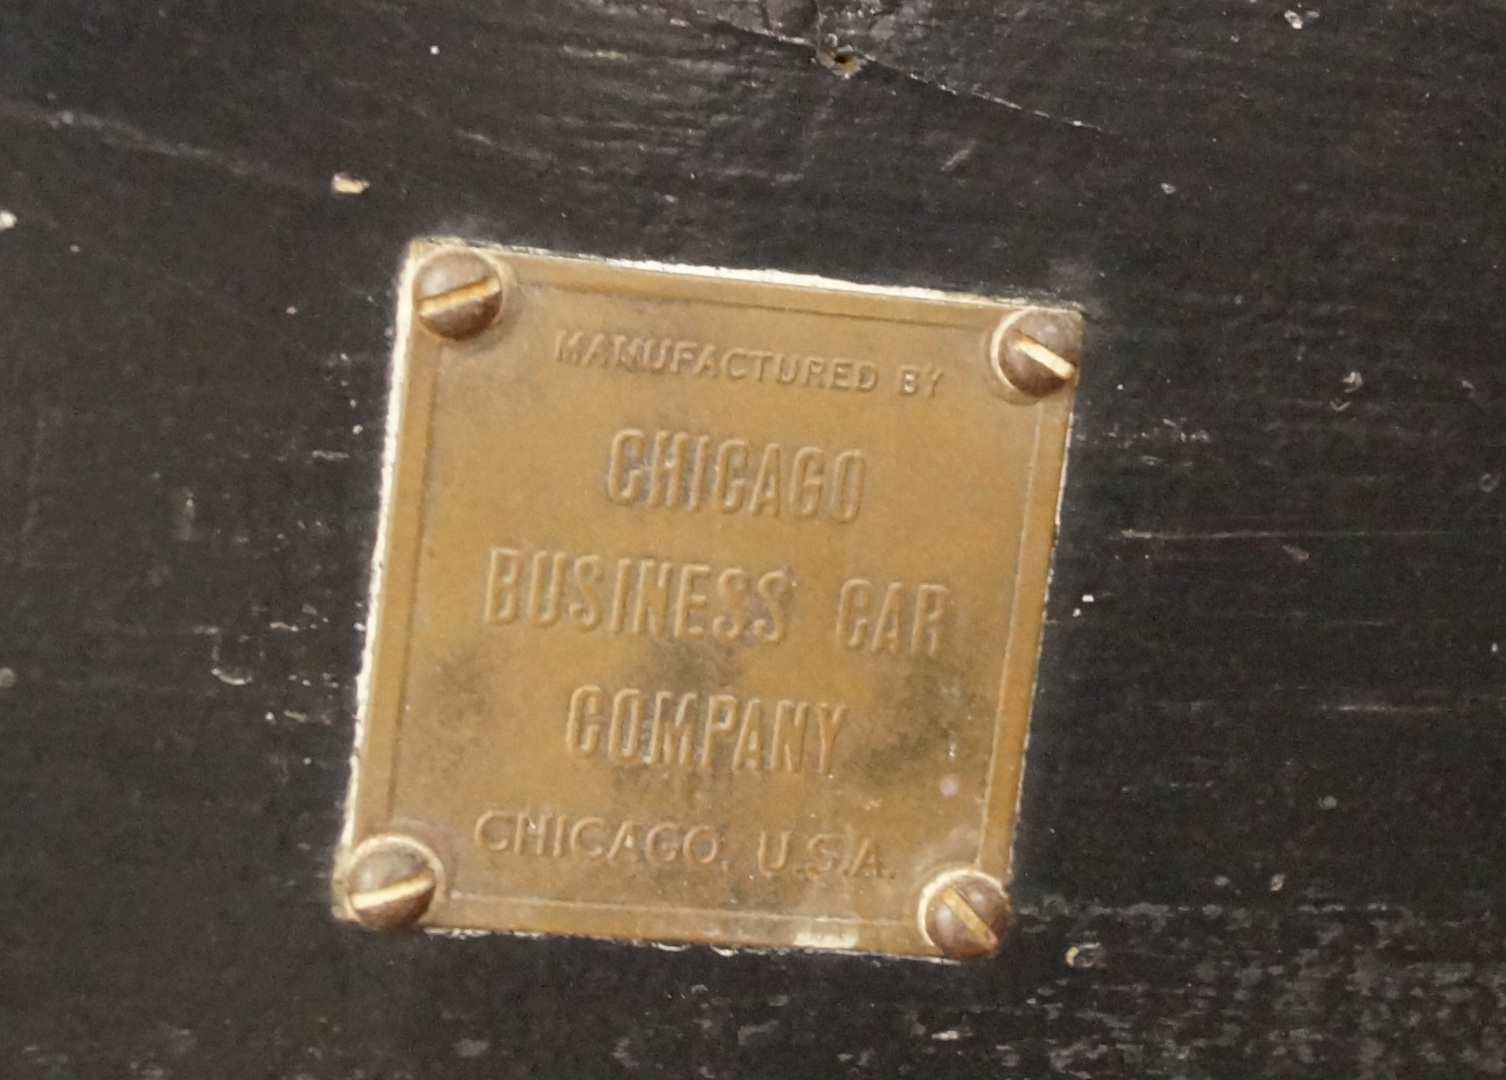 MANUFACTURED BY
CHICAGO
BUSINESS CAR
COMPANY
CHICAGO, U.S.A.